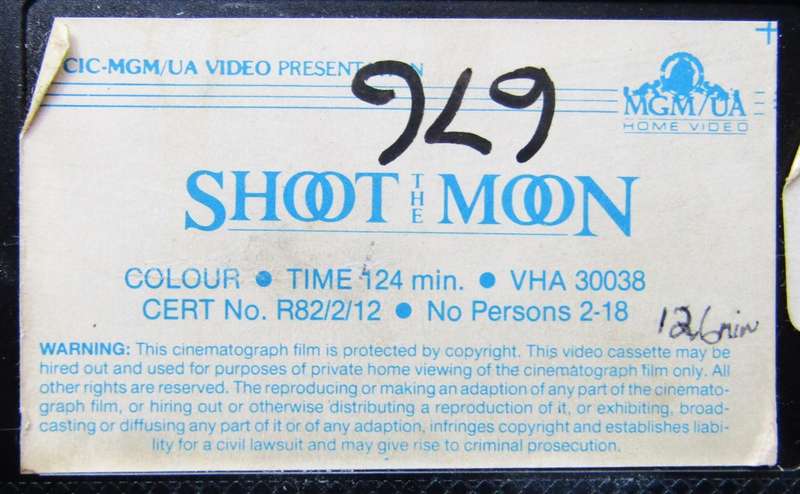 CIC-MGM/UA VIDEO PRESENTATION
MGM/UA
HOME VIDEO
SHOOT THE MOON
COLOUR ● TIME 124 min. ● VHA 30038
CERT No. R82/2/12 ● No Persons 2-18
126min
WARNING: This cinematograph film is protected by copyright. This video cassette may be
hired out and used for purposes of private home viewing of the cinematograph film only. All
other rights are reserved. The reproducing or making an adaption of any part of the cinemato-
graph film, or hiring out or otherwise distributing a reproduction of it, or exhibiting, broad-
casting or diffusing any part of it or of any adaption, infringes copyright and establishes liabi-
lity for a civil lawsuit and may give rise to criminal prosecution.